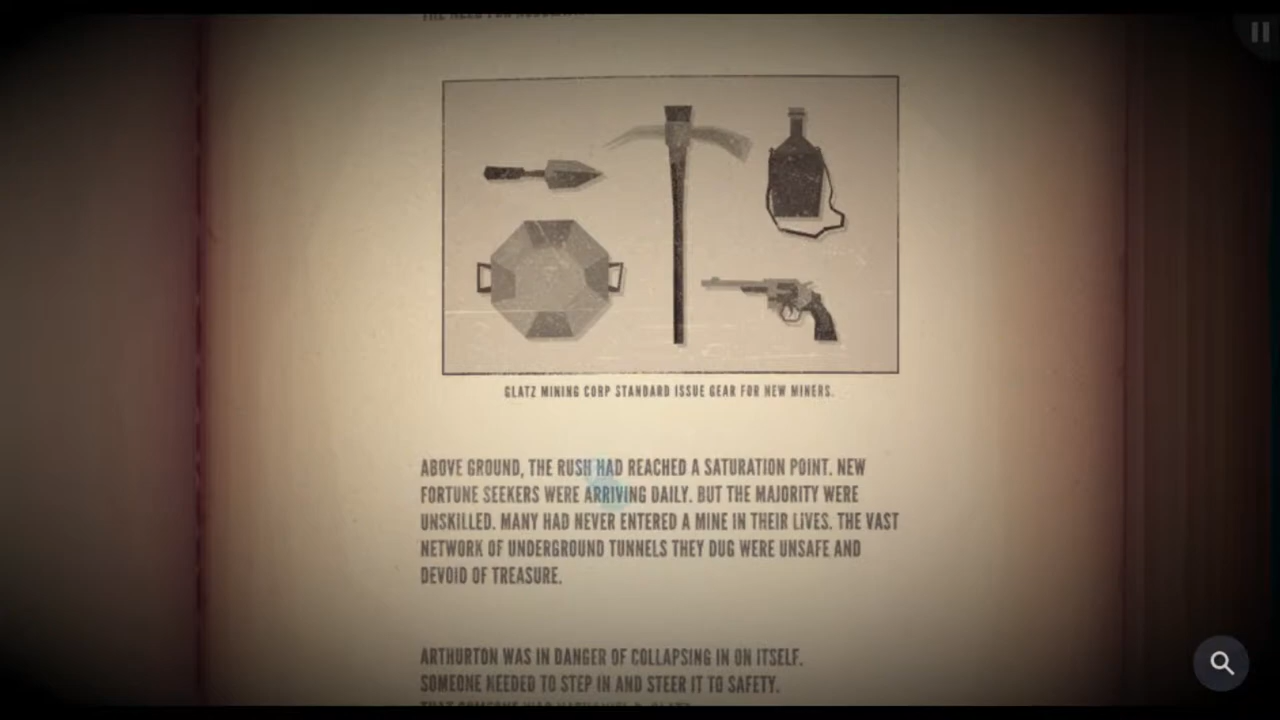 GLATZ MINING CORP STANDARD ISSUE GEAR FOR NEW MINERS.
ABOVE GROUND, THE RUSH HAD REACHED A SATURATION POINT. NEW
FORTUNE SEEKERS WERE ARRIVING DAILY. BUT THE MAJORITY WERE
UNSKILLED. MANY HAD NEVER ENTERED A MINE IN THEIR LIVES. THE VAST
NETWORK OF UNDERGROUND TUNNELS THEY DUG WERE UNSAFE AND
DEVOID OF TREASURE.
ARTHURTON WAS IN DANGER OF COLLAPSING IN ON ITSELF.
SOMEONE NEEDED TO STEP IN AND STEER IT TO SAFETY.